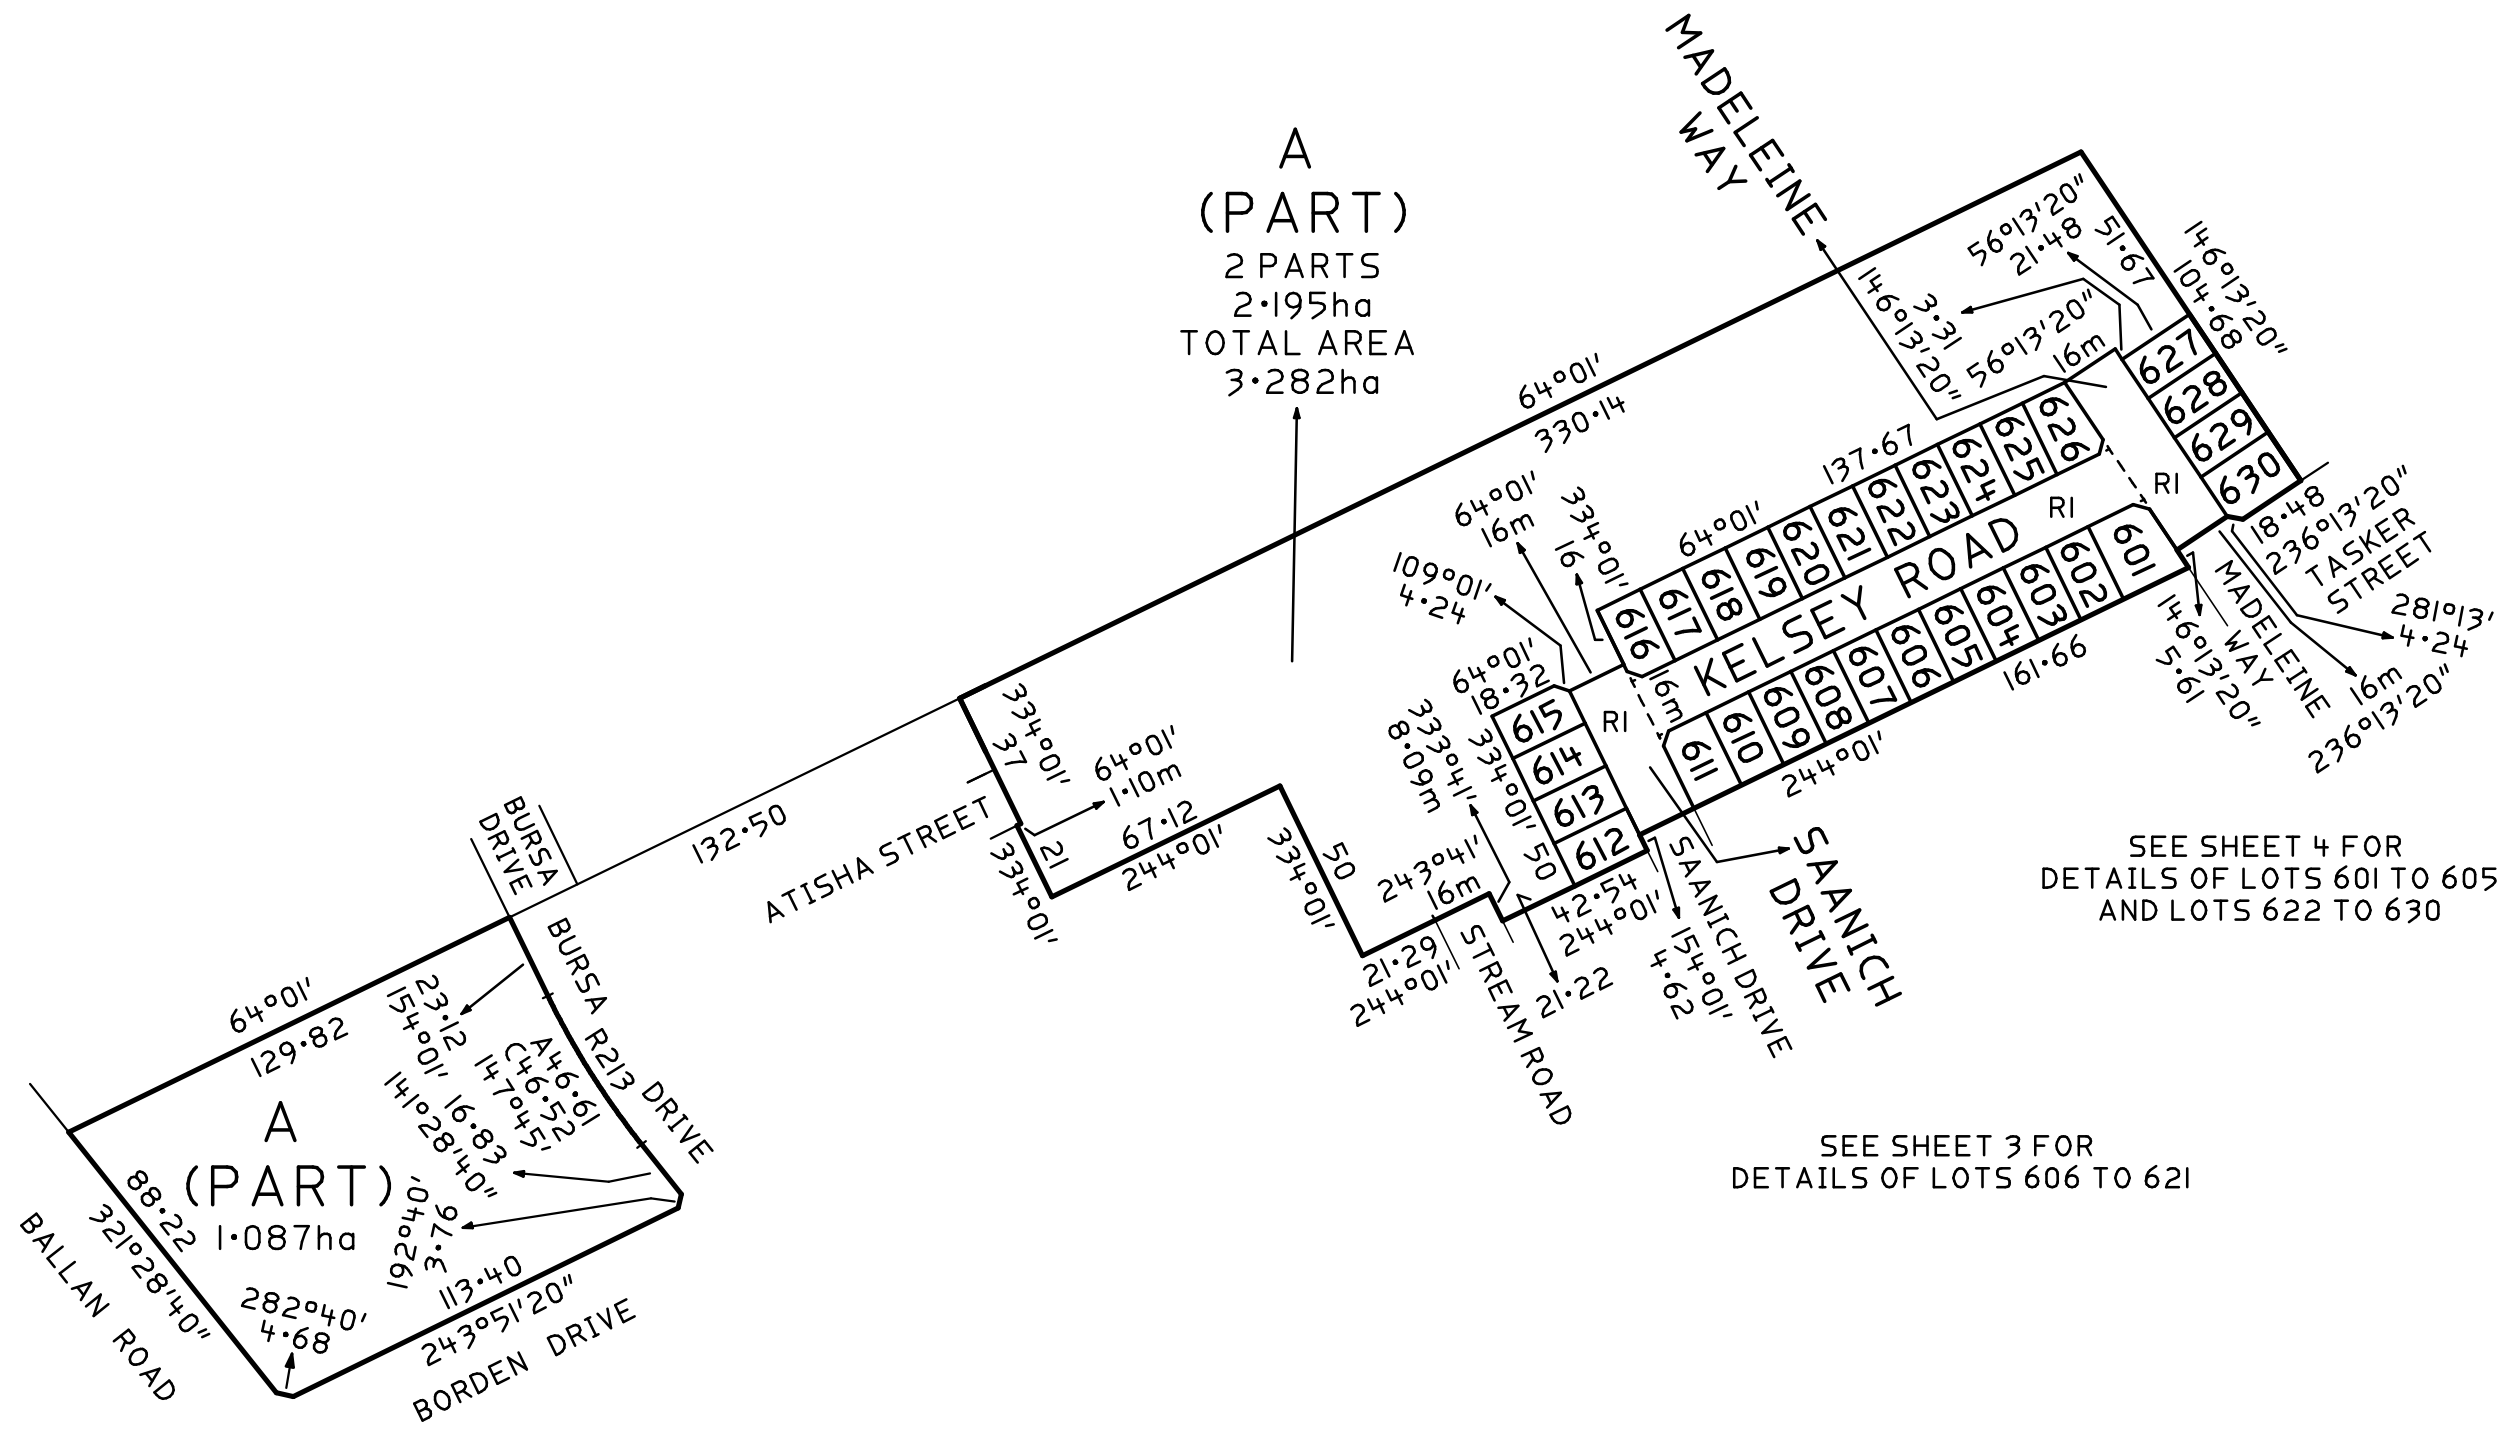 MADELEINE
WAY
A
(PART)
2 PARTS
2·195ha
TOTAL AREA
3·282ha
56°13'20"
21·48
51·67
146°13'20"
104·68
146°13'20"
3·31
56°13'20"
16m
64°01'
330·14
627
628
629
630
137·67
64°01'
626
625
624
623
622
621
620
619
618
617
616
R1
R1
KELSEY ROAD
64°01'
16m
334°01'
16
109°01'
4·24
64°01'
18·32
18·48
236°13'20"
TASKER
STREET
281°13'
4·24
16m
236°13'20"
MADELEINE
WAY
146°13'20"
5·61
601
602
603
604
605
606
607
608
609
610
611
161·66
244°01'
16m
R1
615
614
613
612
334°01'
50
333°41'
8·09m
334°01'
37
64°01'
1·10m
21
334°01'
67·12
244°01'
334°01'
50
243°41'
16m
42·54
244°01'
21·29
244°01'
21·22
STREAM ROAD
SAANICH DRIVE
154°01'
4·62
SAANICH
DRIVE
132·50
ATISHA STREET
BURSA
DRIVE
BURSA R213 DRIVE
SEE SHEET 4 FOR
DETAILS OF LOTS 601 TO 605
AND LOTS 622 TO 630
SEE SHEET 3 FOR
DETAILS OF LOTS 606 TO 621
64°01'
129·82
23·12
154°01'
A46·61
C46·52
147°45'
16·83
141°28'40"
A
(PART)
1·087ha
88·22
321°28'40"
BALLAN ROAD
192°40'
3·76
282°40'
4·68
113·40
243°51'20"
BORDEN DRIVE